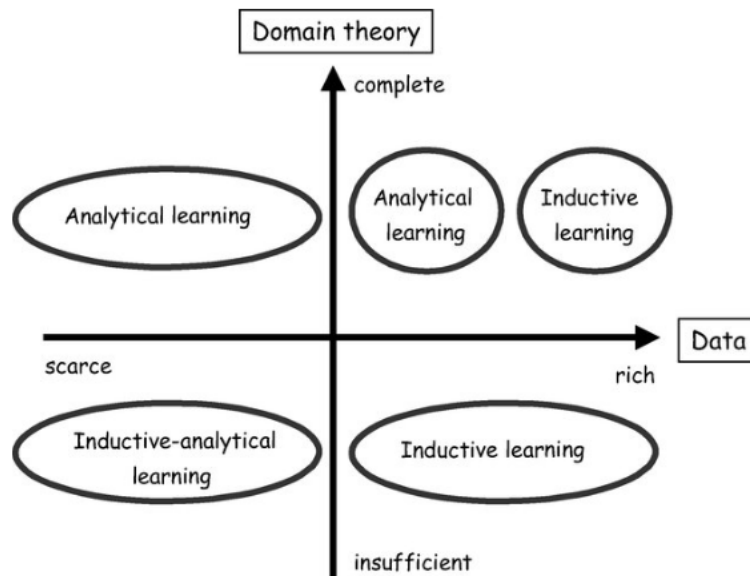 Domain theory
complete
Analytical learning
Analytical
learning
Inductive
learning
Data
scarce
rich
Inductive-analytical
learning
Inductive learning
insufficient